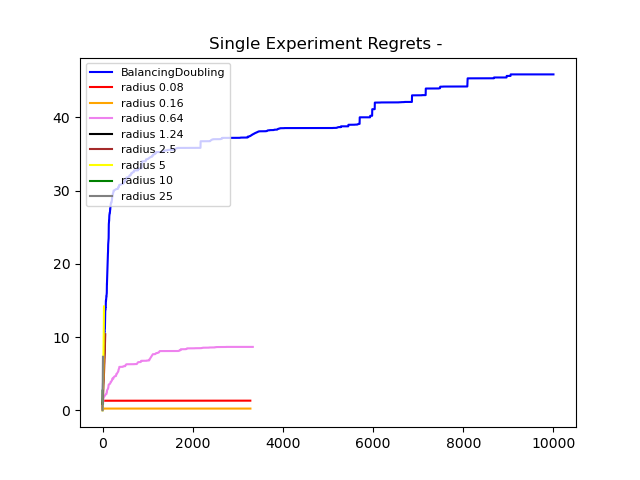 Single Experiment Regrets -
BalancingDoubling
radius 0.08
radius 0.16
radius 0.64
radius 1.24
radius 2.5
radius 5
radius 10
radius 25
40
30
20
10
0
0 2000 4000 6000 8000 10000